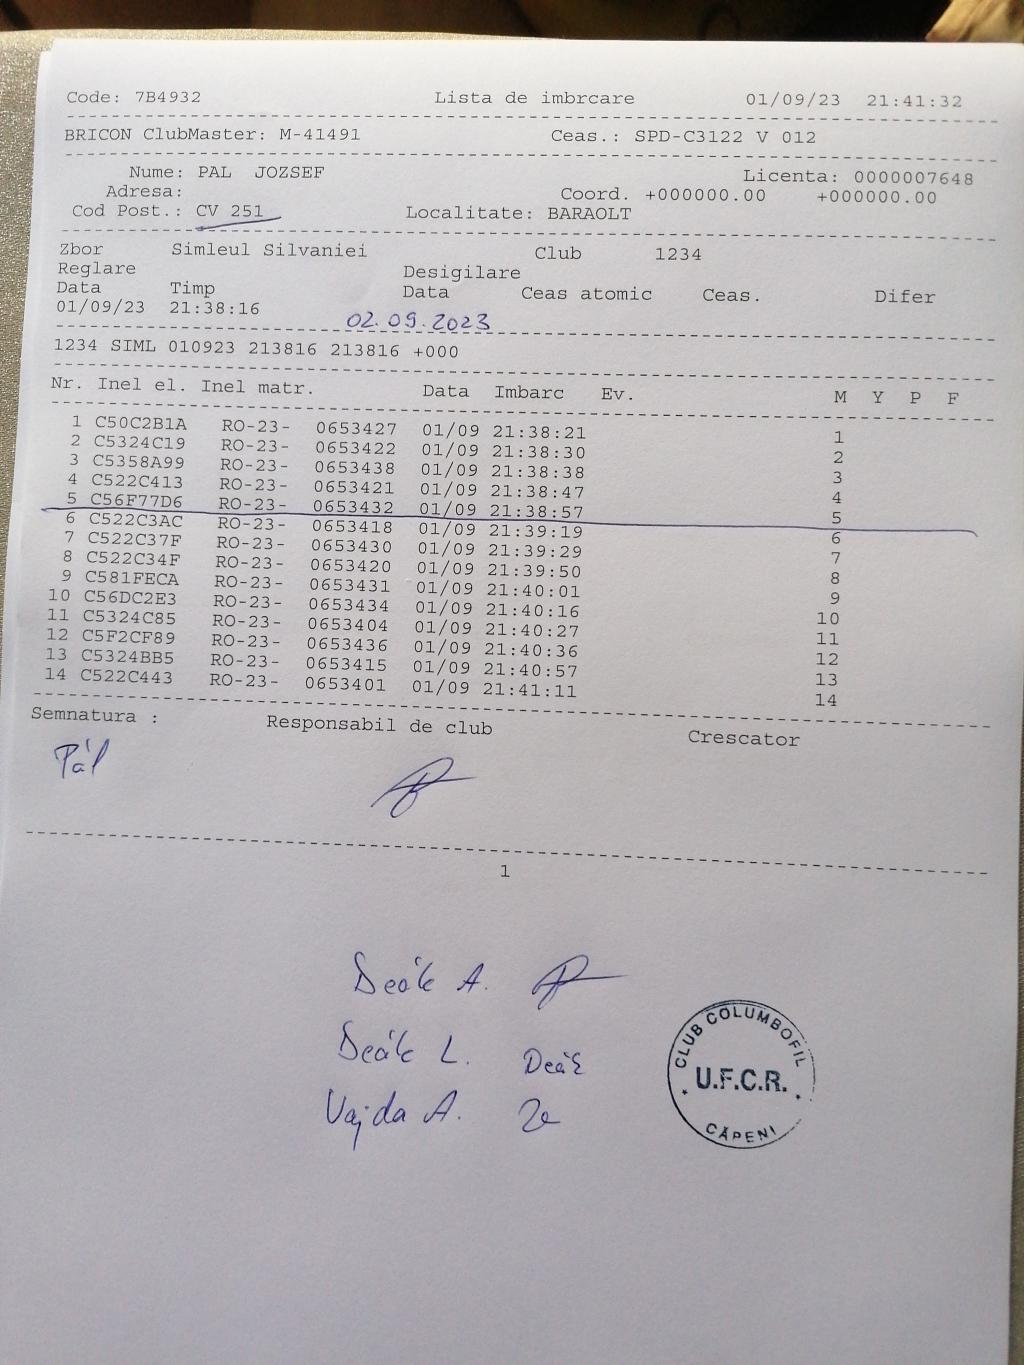 Code: 7B4932 Lista de imbrcare 01/09/23 21:41:32
BRICON ClubMaster: M-41491 Ceas.: SPD-C3122 V 012
Nume: PAL JOZSEF Licenta: 0000007648
Adresa: Coord. +000000.00 +000000.00
Cod Post.: CV 251 Localitate: BARAOLT
Zbor Simleul Silvaniei Club 1234
Reglare Desigilare
Data Timp Data Ceas atomic Ceas. Difer
01/09/23 21:38:16 02.09.2023
1234 SIML 010923 213816 213816 +000
Nr. Inel el. Inel matr. Data Imbarc Ev. M Y P F
1 C50C2B1A RO-23- 0653427 01/09 21:38:21 1
2 C5324C19 RO-23- 0653422 01/09 21:38:30 2
3 C5358A99 RO-23- 0653438 01/09 21:38:38 3
4 C522C413 RO-23- 0653421 01/09 21:38:47 4
5 C56F77D6 RO-23- 0653432 01/09 21:38:57 5
6 C522C3AC RO-23- 0653418 01/09 21:39:19 6
7 C522C37F RO-23- 0653430 01/09 21:39:29 7
8 C522C34F RO-23- 0653420 01/09 21:39:50 8
9 C581FECA RO-23- 0653431 01/09 21:40:01 9
10 C56DC2E3 RO-23- 0653434 01/09 21:40:16 10
11 C5324C85 RO-23- 0653404 01/09 21:40:27 11
12 C5F2CF89 RO-23- 0653436 01/09 21:40:36 12
13 C5324BB5 RO-23- 0653415 01/09 21:40:57 13
14 C522C443 RO-23- 0653401 01/09 21:41:11 14
Semnatura : Responsabil de club Crescator
Pál
1
Deák A.
Deák L. Deák
Vajda A.
CLUB COLUMBOFIL
U.F.C.R.
CĂPENI